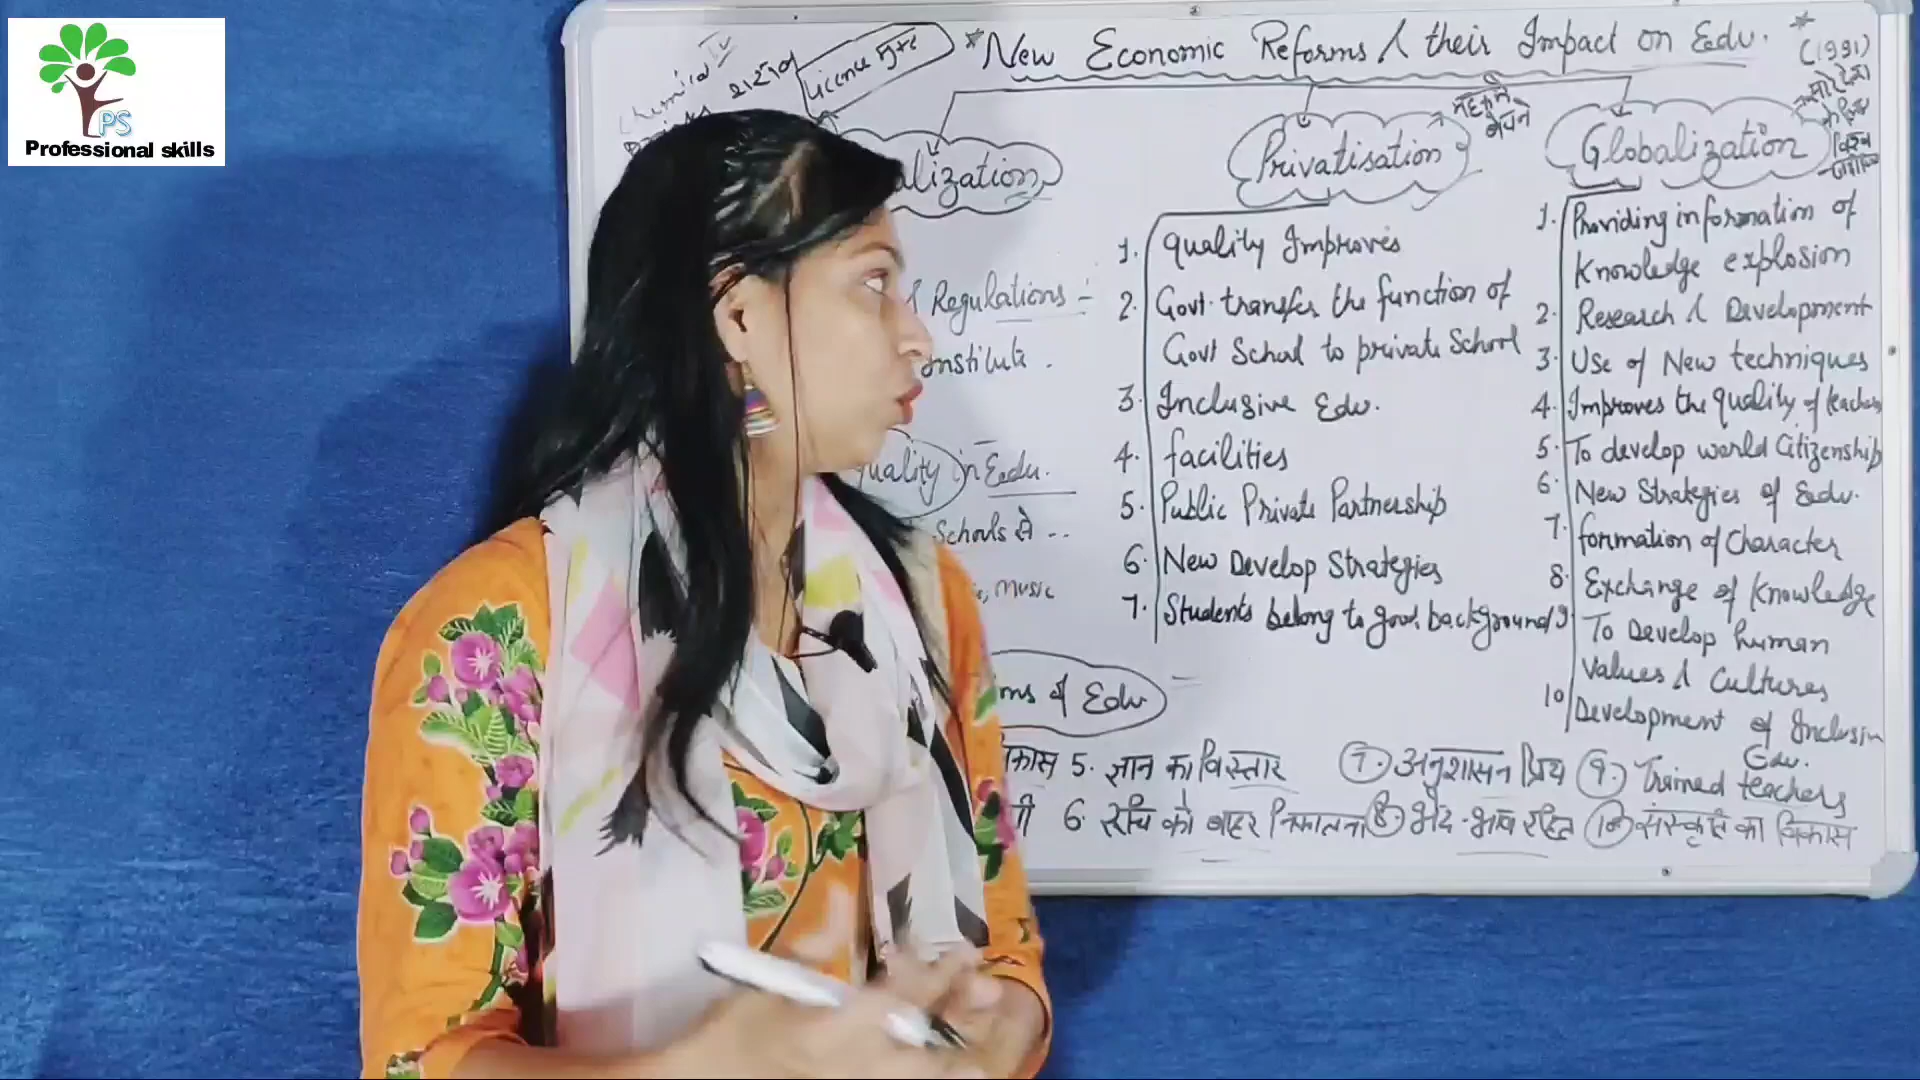 PS
Professional skills
*New Economic Reforms & their Impact on Edu. *
(1991)
Licence
alization
Privatisation
Globalization
Regulations -
institute.
quality in Edu.
Schools से ..
, Music
ms of Edu
1. quality Improves
2. Govt. transfer the function of
Govt School to private School
3. Inclusive Edu.
4. facilities
5. Public Private Partnership
6. New Develop Strategies
7. Students belong to good background
1. Providing information of
Knowledge explosion
2. Research & Development
3. Use of New techniques
4. Improves the quality of teachers
5. To develop world Citizenship
6. New Strategies of Edu.
7. formation of Character
8. Exchange of Knowledge
9. To Develop human
values & Cultures
10 Development of Inclusive
Edu.
5. ज्ञान का विस्तार 7. अनुशासन प्रिय 9. Trained teachers
6. रूचि को बाहर निकालना 8. भेद-भाव रहित 10 संस्कृति का विकास